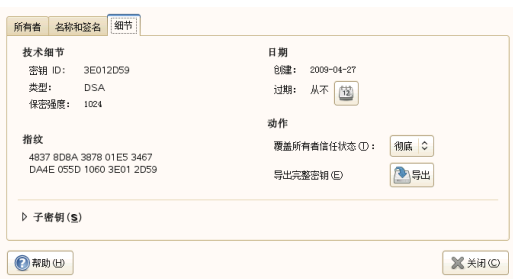 所有者 名称和签名 细节
技术细节
密钥 ID: 3E012D59
类型: DSA
保密强度: 1024
指纹
4837 8D8A 3878 01E5 3467
DA4E 055D 1060 3E01 2D59
日期
创建: 2009-04-27
过期: 从不 12
动作
覆盖所有者信任状态(T): 彻底
导出完整密钥(E) 导出
子密钥(S)
帮助(H) 关闭(C)